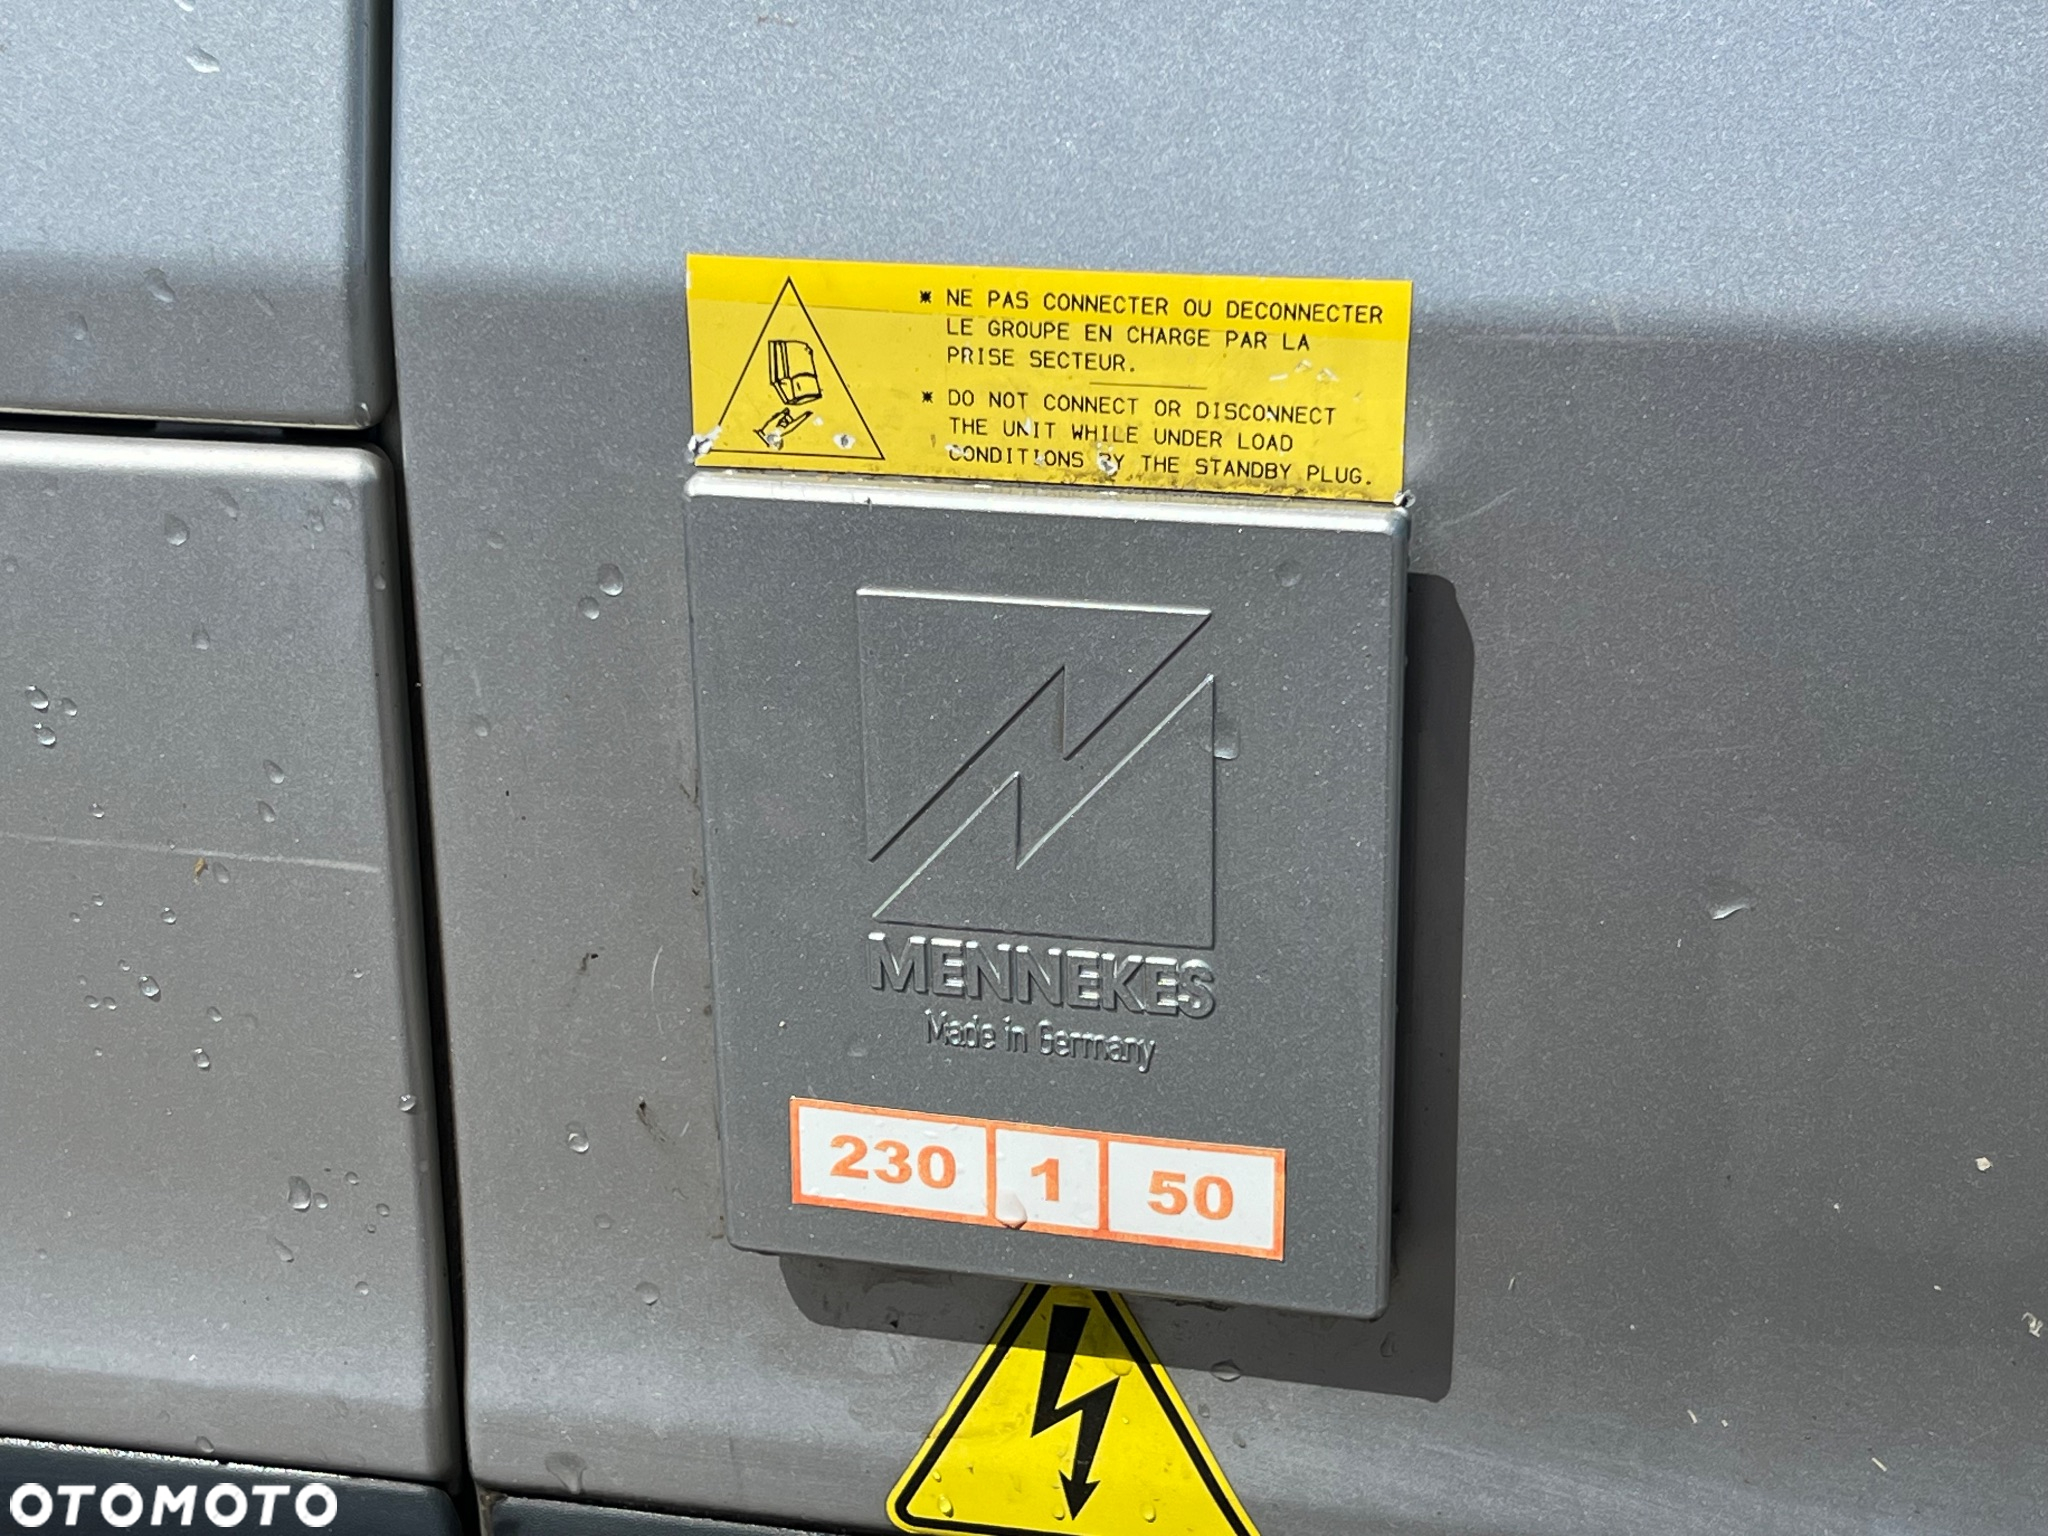 * NE PAS CONNECTER OU DECONNECTER
LE GROUPE EN CHARGE PAR LA
PRISE SECTEUR.
* DO NOT CONNECT OR DISCONNECT
THE UNIT WHILE UNDER LOAD
CONDITIONS BY THE STANDBY PLUG.
MENNEKES
Made in Germany
230 1 50
OTOMOTO